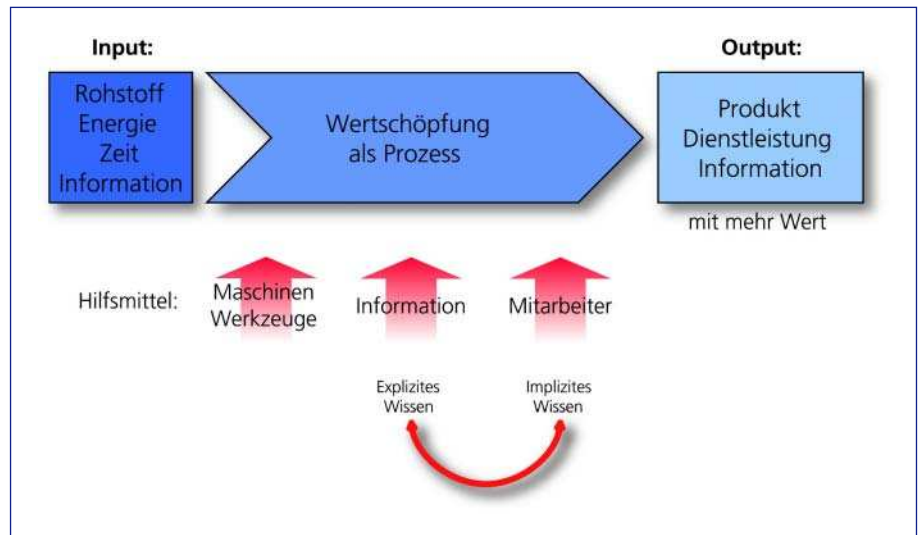 Input:
Output:
Rohstoff
Energie
Zeit
Information
Wertschöpfung
als Prozess
Produkt
Dienstleistung
Information
mit mehr Wert
Hilfsmittel:
Maschinen
Werkzeuge
Information
Mitarbeiter
Explizites
Wissen
Implizites
Wissen